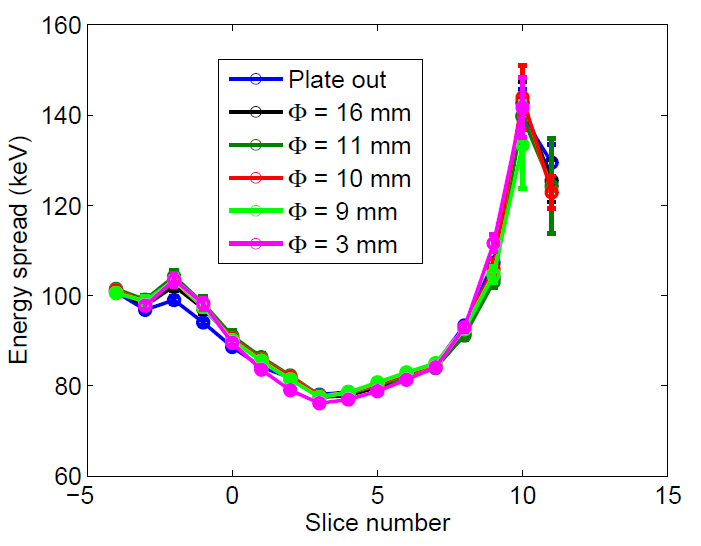 160
140
120
100
80
60
Energy spread (keV)
Plate out
Φ = 16 mm
Φ = 11 mm
Φ = 10 mm
Φ = 9 mm
Φ = 3 mm
−5 0 5 10 15
Slice number